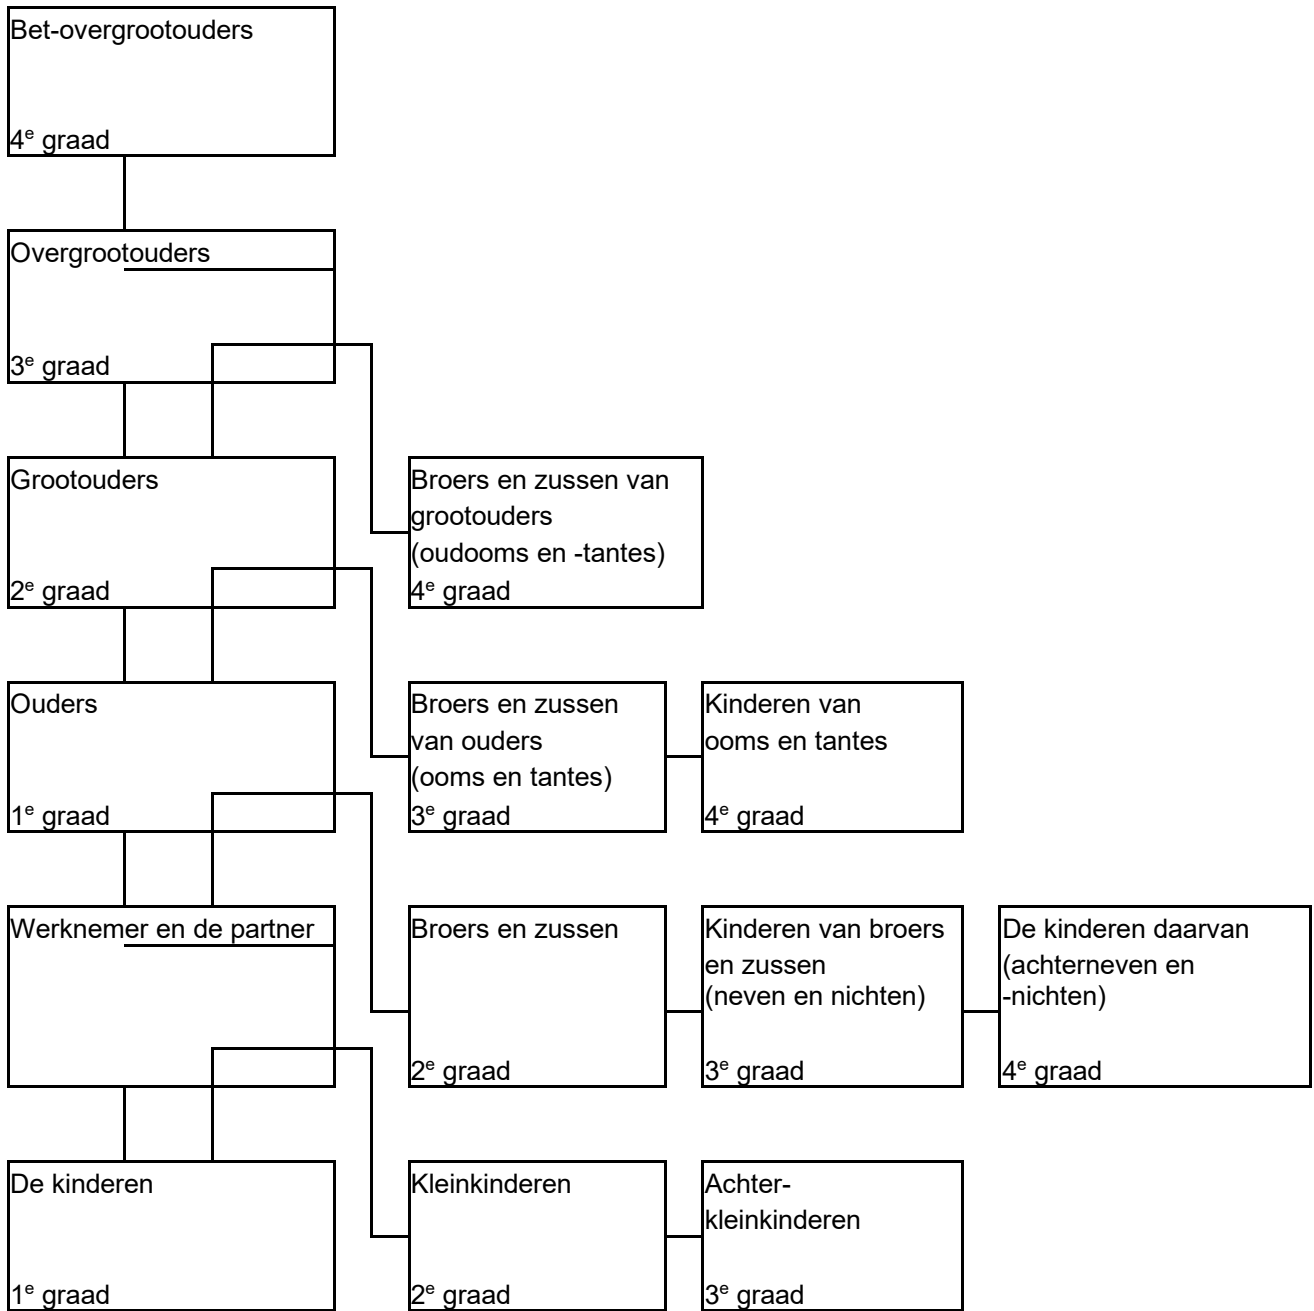 Bet-overgrootouders
4e graad
Overgrootouders
3e graad
Grootouders
2e graad
Broers en zussen van
grootouders
(oudooms en -tantes)
4e graad
Ouders
1e graad
Broers en zussen
van ouders
(ooms en tantes)
3e graad
Kinderen van
ooms en tantes
4e graad
Werknemer en de partner
Broers en zussen
2e graad
Kinderen van broers
en zussen
(neven en nichten)
3e graad
De kinderen daarvan
(achterneven en
-nichten)
4e graad
De kinderen
1e graad
Kleinkinderen
2e graad
Achter-
kleinkinderen
3e graad